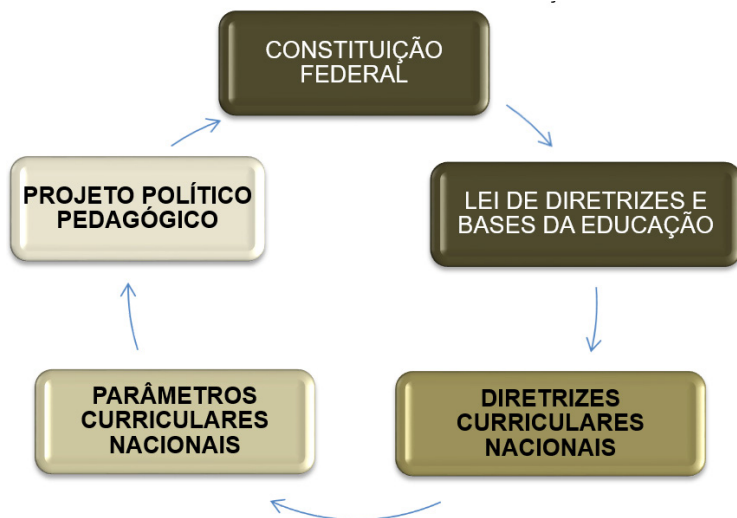 CONSTITUIÇÃO
FEDERAL
LEI DE DIRETRIZES E
BASES DA EDUCAÇÃO
DIRETRIZES
CURRICULARES
NACIONAIS
PARÂMETROS
CURRICULARES
NACIONAIS
PROJETO POLÍTICO
PEDAGÓGICO